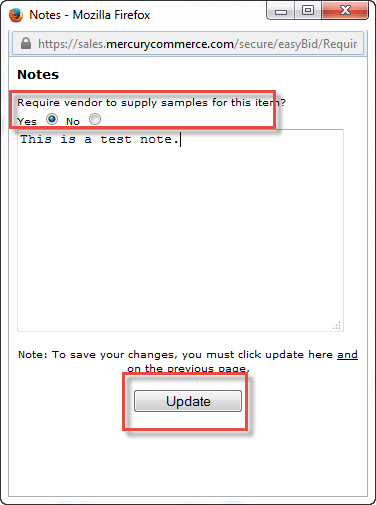 Notes - Mozilla Firefox
https://sales.mercurycommerce.com/secure/easyBid/Requir
Notes
Require vendor to supply samples for this item?
Yes No
This is a test note.
Note: To save your changes, you must click update here and
on the previous page.
Update